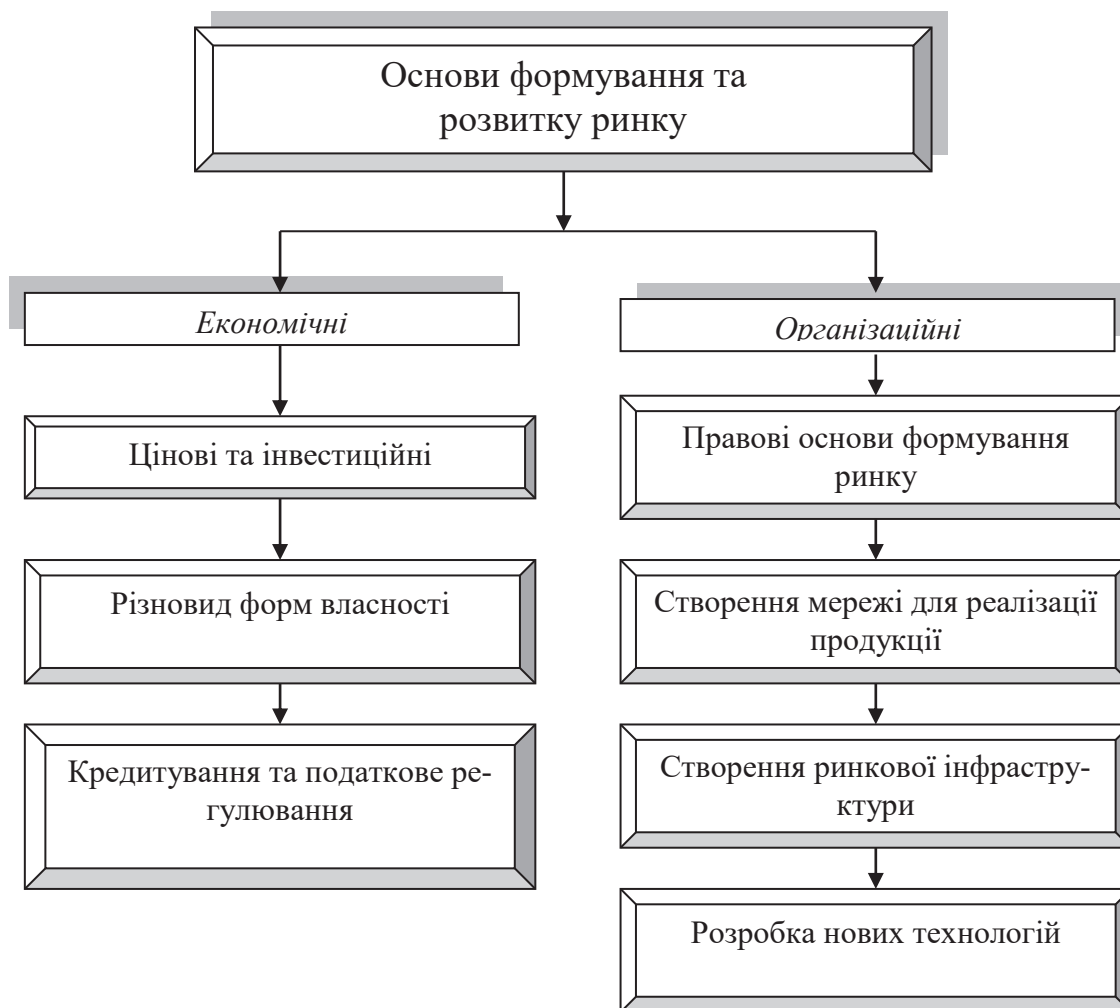 Основи формування та
розвитку ринку
Економічні
Організаційні
Цінові та інвестиційні
Правові основи формування
ринку
Різновид форм власності
Створення мережі для реалізації
продукції
Кредитування та податкове ре-
гулювання
Створення ринкової інфрастру-
ктури
Розробка нових технологій